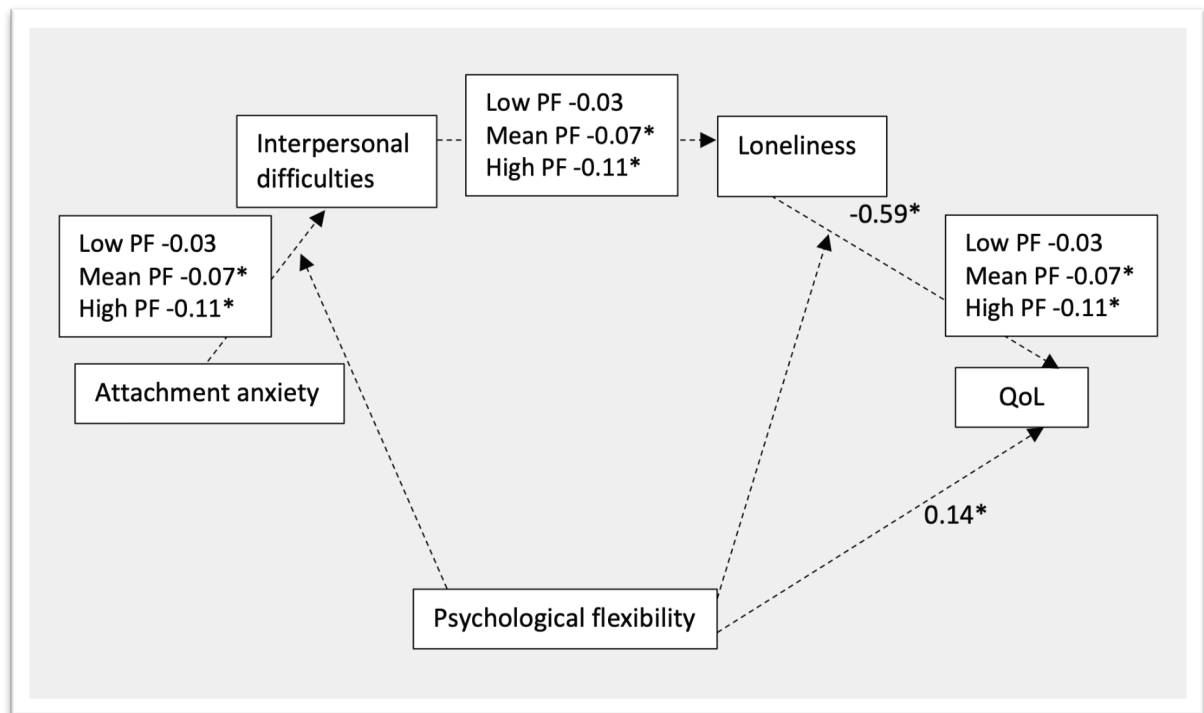 Low PF -0.03
Mean PF -0.07*
High PF -0.11*
Interpersonal
difficulties
Loneliness
-0.59*
Low PF -0.03
Mean PF -0.07*
High PF -0.11*
Low PF -0.03
Mean PF -0.07*
High PF -0.11*
Attachment anxiety
QoL
0.14*
Psychological flexibility